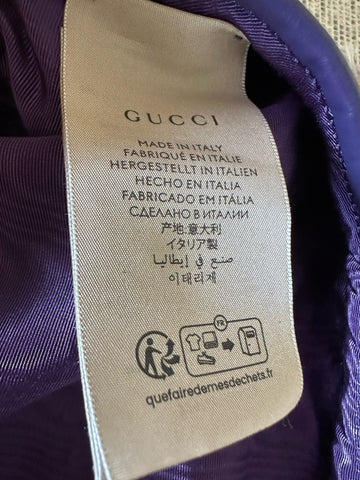 GUCCI
MADE IN ITALY
FABRIQUÉ EN ITALIE
HERGESTELLT IN ITALIEN
HECHO EN ITALIA
FABRICADO EM ITÁLIA
СДЕЛАНО В ИТАЛИИ
产地:意大利
イタリア製
صنع في إيطاليا
이태리제
FR
quefairedemesdechets.fr